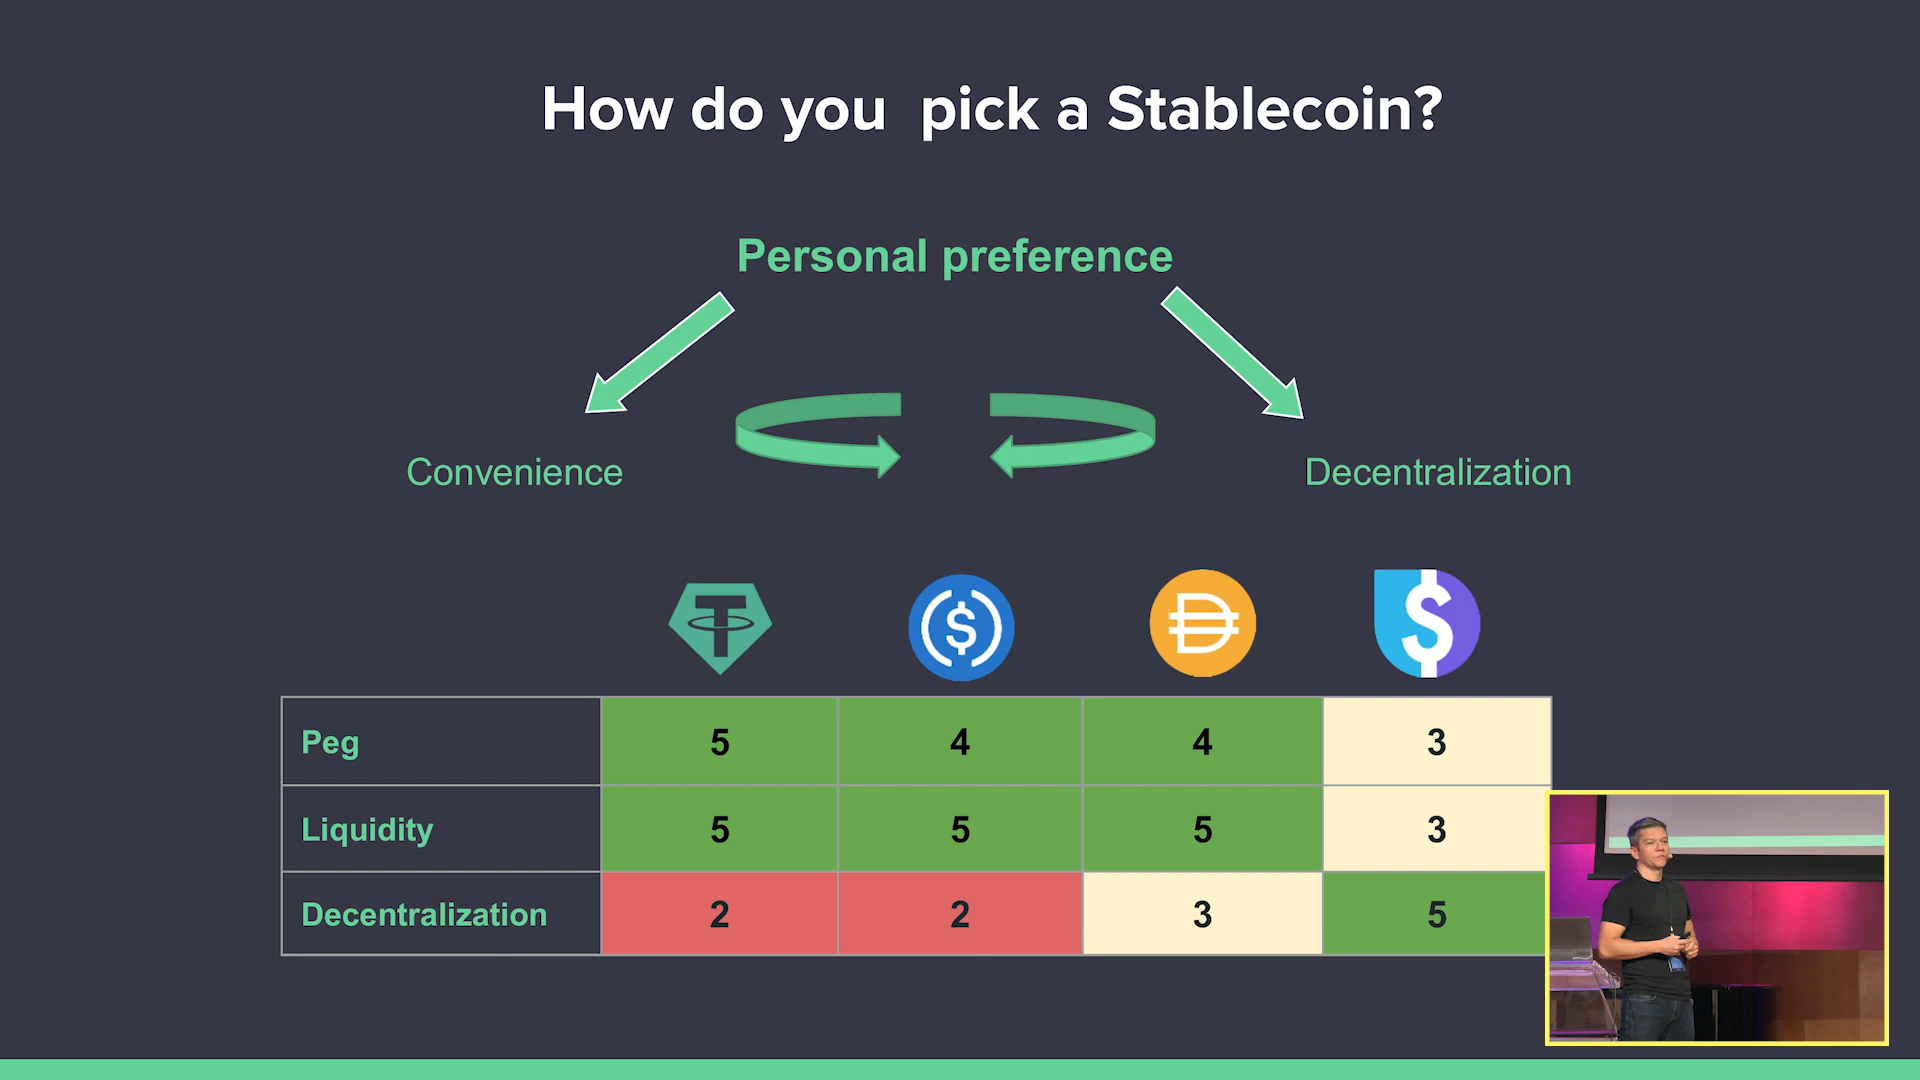 How do you  pick a Stablecoin?
Personal preference
Convenience
Decentralization
Peg 5 4 4 3
Liquidity 5 5 5 3
Decentralization 2 2 3 5